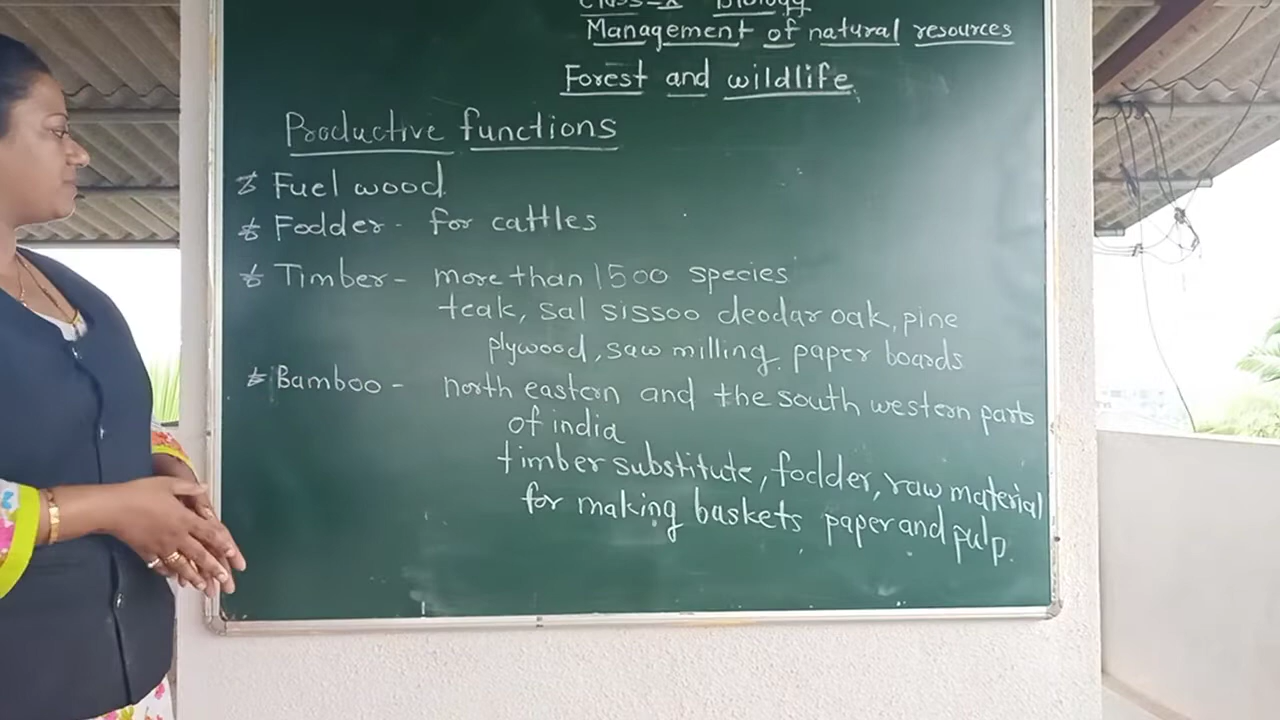 Class-X Biology
Management of natural resources
Forest and wildlife
Productive functions
* Fuel wood
* Fodder - for cattles
* Timber - more than 1500 species
teak, sal sissoo deodar oak, pine
plywood, saw milling. paper boards
* Bamboo - north eastern and the south western parts
of india
timber substitute, fodder, raw material
for making baskets paper and pulp.